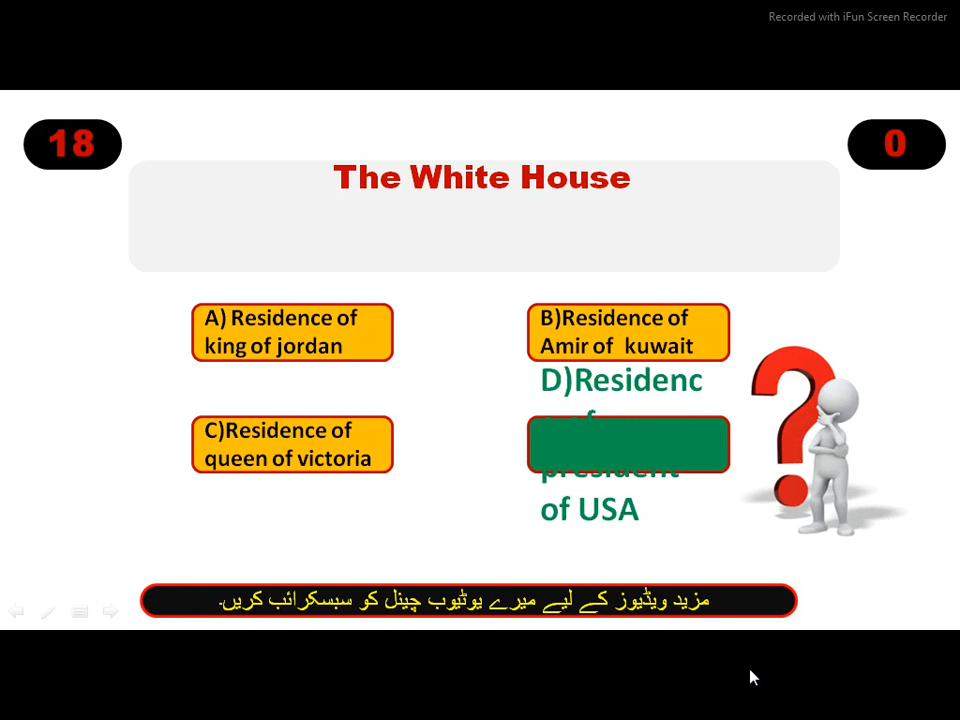 Recorded with iFun Screen Recorder
18
0
The White House
A) Residence of
king of jordan
B)Residence of
Amir of kuwait
C)Residence of
queen of victoria
D)Residenc
of
president
of USA
مزید ویڈیوز کے لیے میرے یوٹیوب چینل کو سبسکرائب کریں۔